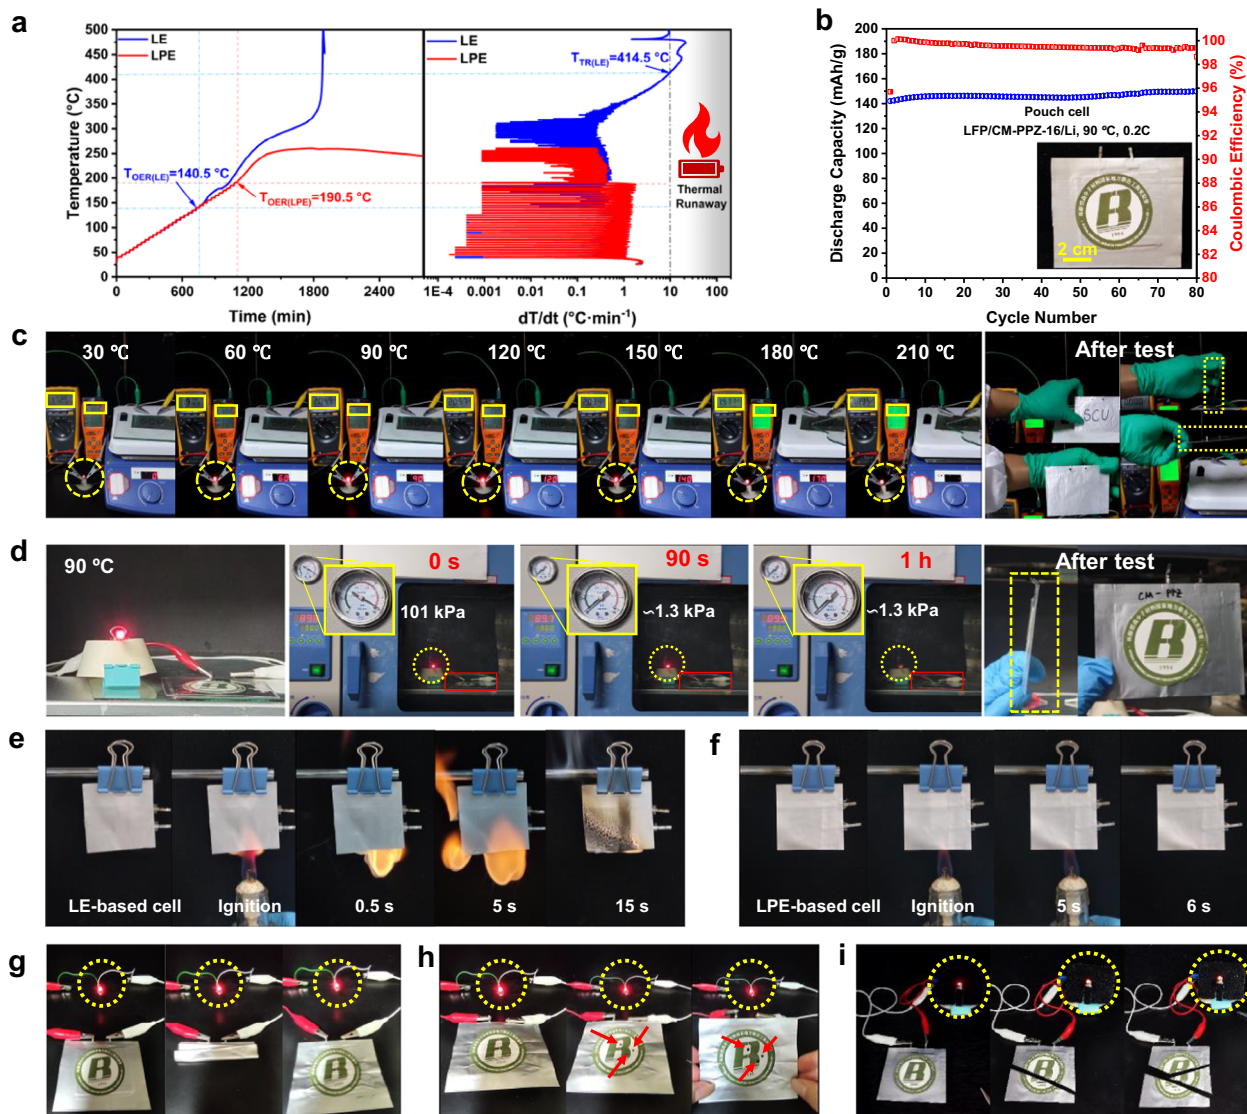 a
LE
LPE
500
450
400
350
300
250
200
150
100
50
0
Temperature (°C)
T_OER(LE)=140.5 °C
T_OER(LPE)=190.5 °C
0
600
1200
1800
2400
Time (min)
LE
LPE
T_TR(LE)=414.5 °C
Thermal
Runaway
1E-4
0.001
0.01
0.1
1
10
100
dT/dt (°C·min⁻¹)
b
200
180
160
140
120
100
80
60
40
20
0
Discharge Capacity (mAh/g)
Pouch cell
LFP/CM-PPZ-16/Li, 90 °C, 0.2C
R
1994
2 cm
100
98
96
94
92
90
88
86
84
82
80
Coulombic Efficiency (%)
0
10
20
30
40
50
60
70
80
Cycle Number
c
30 ℃
60 ℃
90 ℃
120 ℃
150 ℃
180 ℃
210 ℃
After test
SCU
d
90 ℃
0 s
101 kPa
90 s
~1.3 kPa
1 h
~1.3 kPa
After test
CM-PPZ
R
1994
e
LE-based cell
Ignition
0.5 s
5 s
15 s
f
LPE-based cell
Ignition
5 s
6 s
g
R
R
h
R
R
R
i
R
R
R